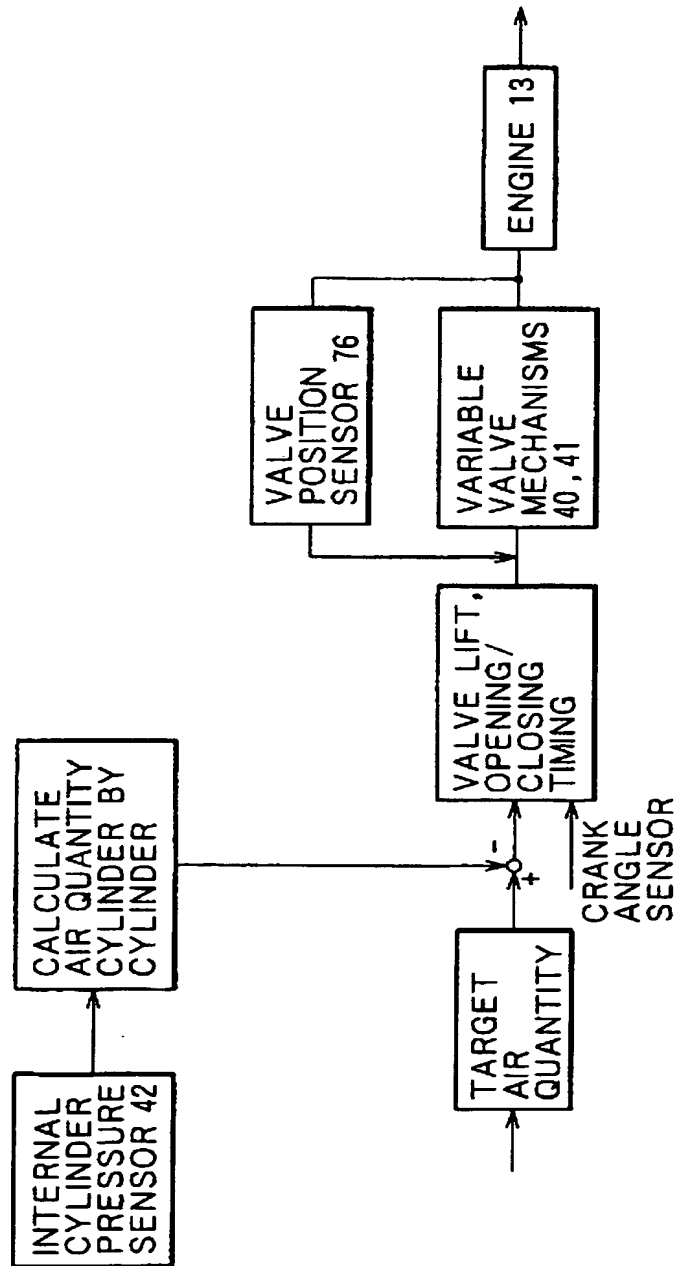 INTERNAL
CYLINDER
PRESSURE
SENSOR 42
CALCULATE
AIR QUANTITY
CYLINDER BY
CYLINDER
TARGET
AIR
QUANTITY
+
-
CRANK
ANGLE
SENSOR
VALVE LIFT,
OPENING/
CLOSING
TIMING
VALVE
POSITION
SENSOR 76
VARIABLE
VALVE
MECHANISMS
40, 41
ENGINE 13